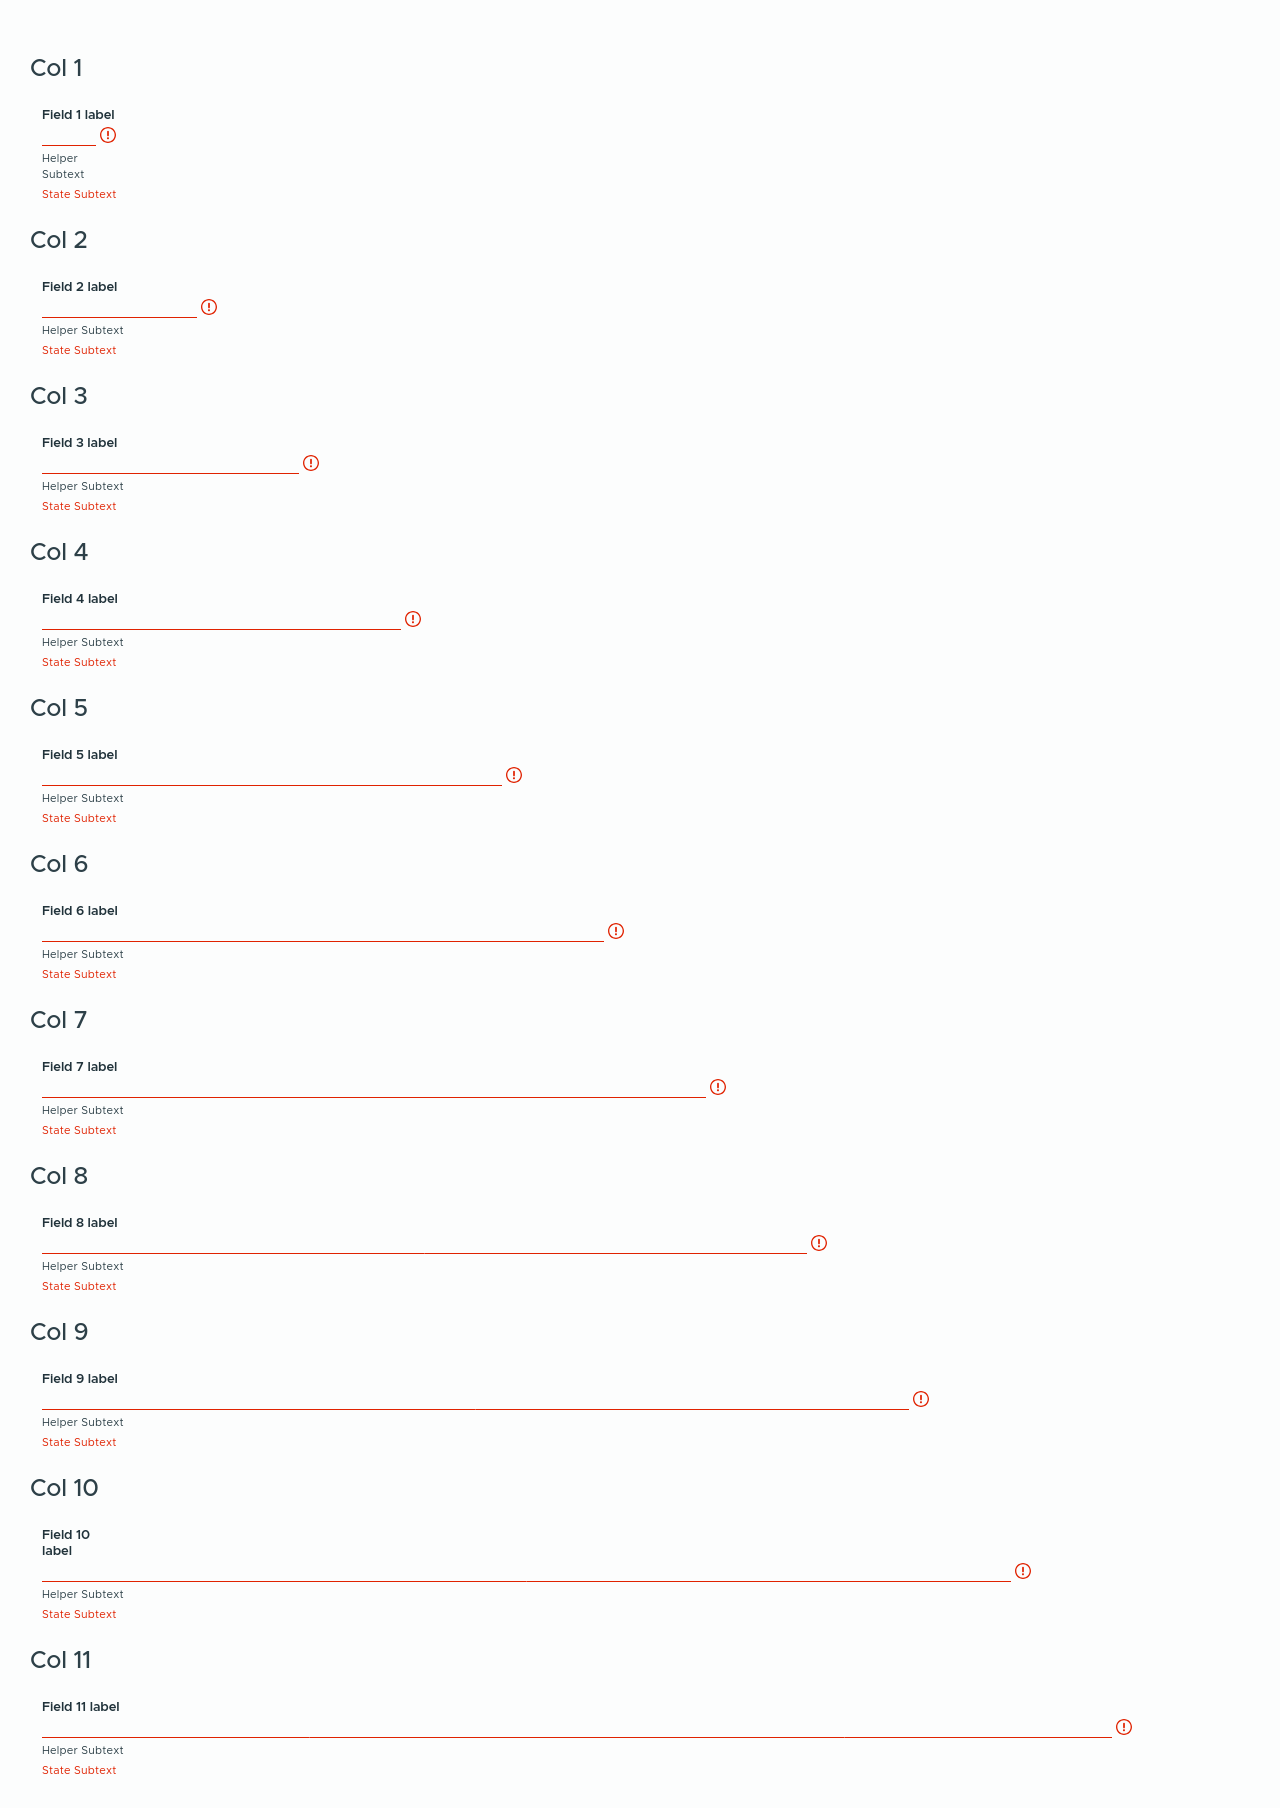 Col 1
Field 1 label
Helper
Subtext
State Subtext
Col 2
Field 2 label
Helper Subtext
State Subtext
Col 3
Field 3 label
Helper Subtext
State Subtext
Col 4
Field 4 label
Helper Subtext
State Subtext
Col 5
Field 5 label
Helper Subtext
State Subtext
Col 6
Field 6 label
Helper Subtext
State Subtext
Col 7
Field 7 label
Helper Subtext
State Subtext
Col 8
Field 8 label
Helper Subtext
State Subtext
Col 9
Field 9 label
Helper Subtext
State Subtext
Col 10
Field 10
label
Helper Subtext
State Subtext
Col 11
Field 11 label
Helper Subtext
State Subtext